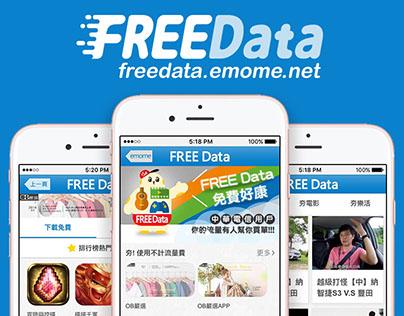 FREEData
freedata.emome.net
5:20 PM
上一頁
FREE Data
下載免費
排行榜熱門
5:18 PM 100%
emome FREE Data
FREE Data
免費好康
中華電信用戶
你的流量有人幫你買單!!!
FREEData
夯! 使用不計流量費 更多
OB嚴選
OB嚴選APP
5:18 PM 100%
FREE Data
夯電影 夯樂活
越級打怪【中】納
智捷S3 V.S 豐田